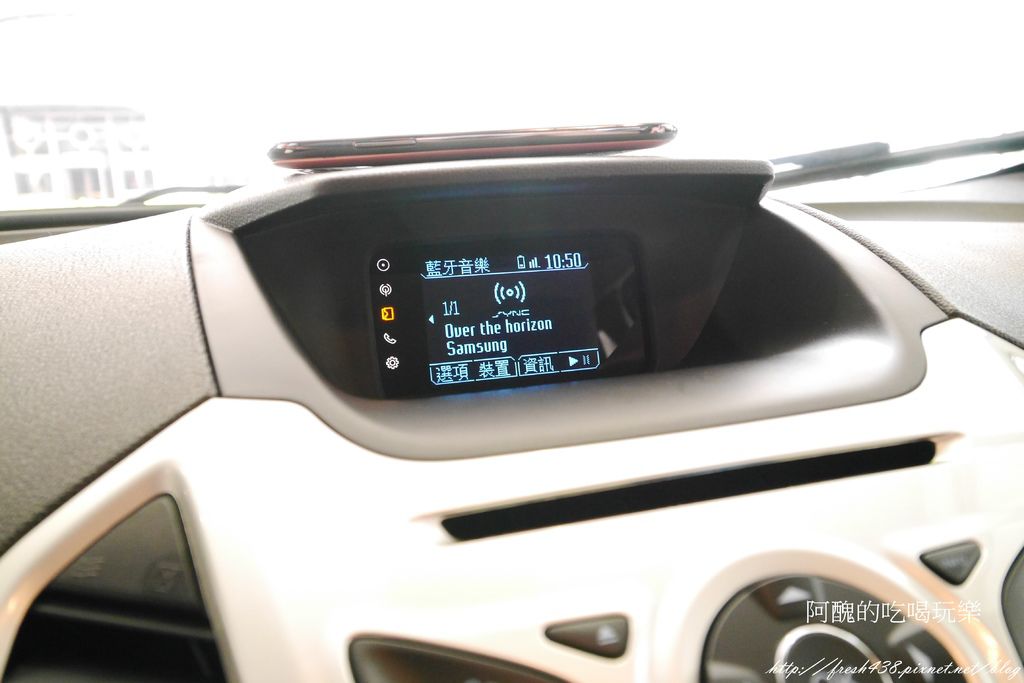 藍牙音樂 10:50
1/1
SYNC
Over the horizon
Samsung
選項 裝置 資訊
阿醜的吃喝玩樂
http://fresh438.pixnet.net/blog